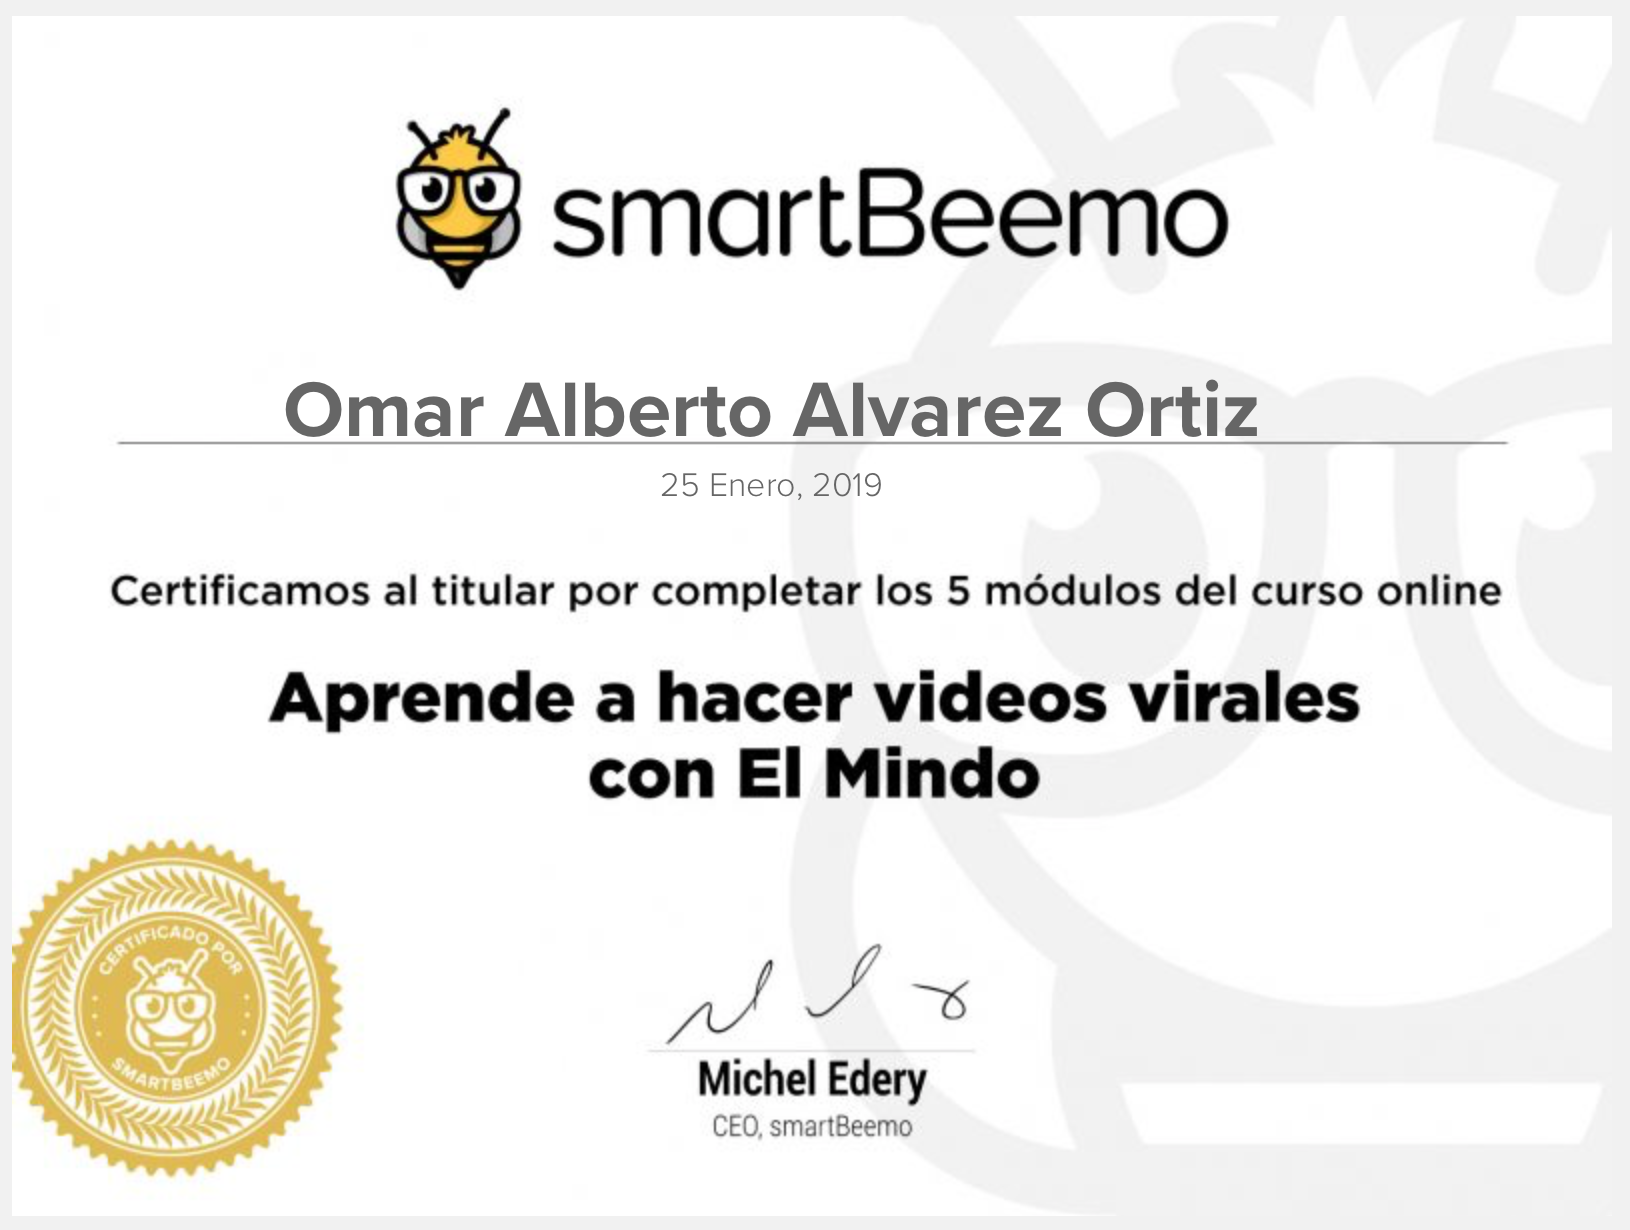 smartBeemo
Omar Alberto Alvarez Ortiz
25 Enero, 2019
Certificamos al titular por completar los 5 módulos del curso online
Aprende a hacer videos virales
con El Mindo
CERTIFICADO POR
SMARTBEEMO
Michel Edery
CEO, smartBeemo